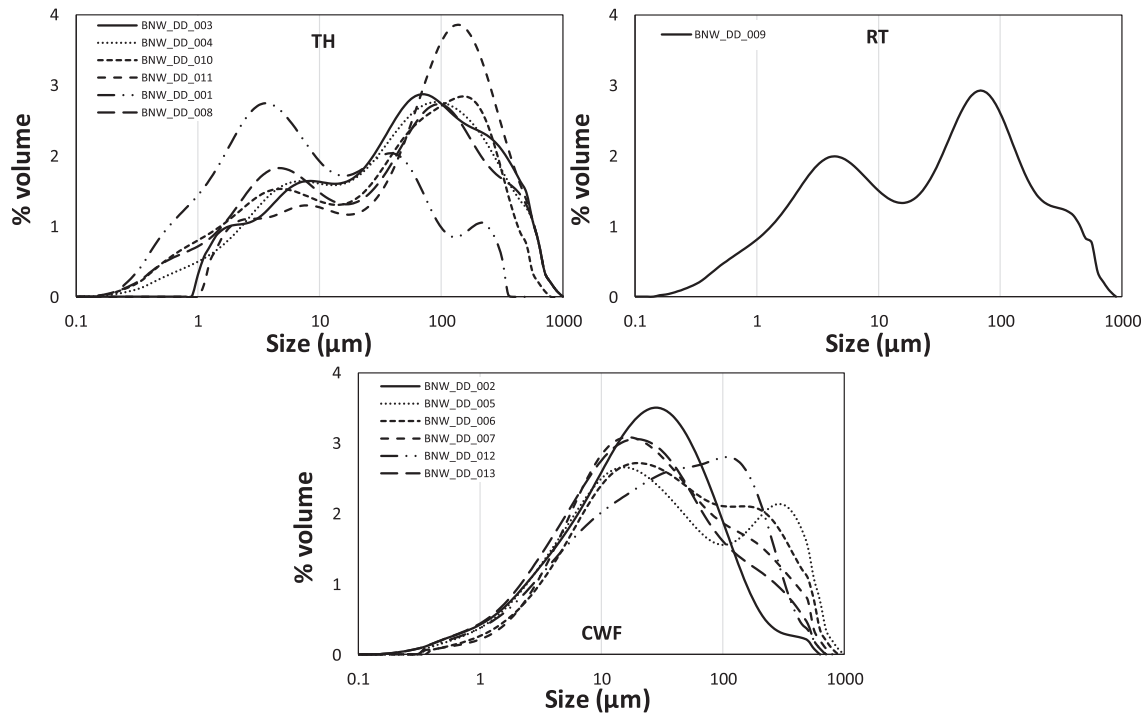 4
3
2
1
0
% volume
BNW_DD_003
BNW_DD_004
BNW_DD_010
BNW_DD_011
BNW_DD_001
BNW_DD_008
TH
0.1 1 10 100 1000
Size (µm)
4
3
2
1
0
% volume
BNW_DD_009
RT
0.1 1 10 100 1000
Size (µm)
4
3
2
1
0
% volume
BNW_DD_002
BNW_DD_005
BNW_DD_006
BNW_DD_007
BNW_DD_012
BNW_DD_013
CWF
0.1 1 10 100 1000
Size (µm)